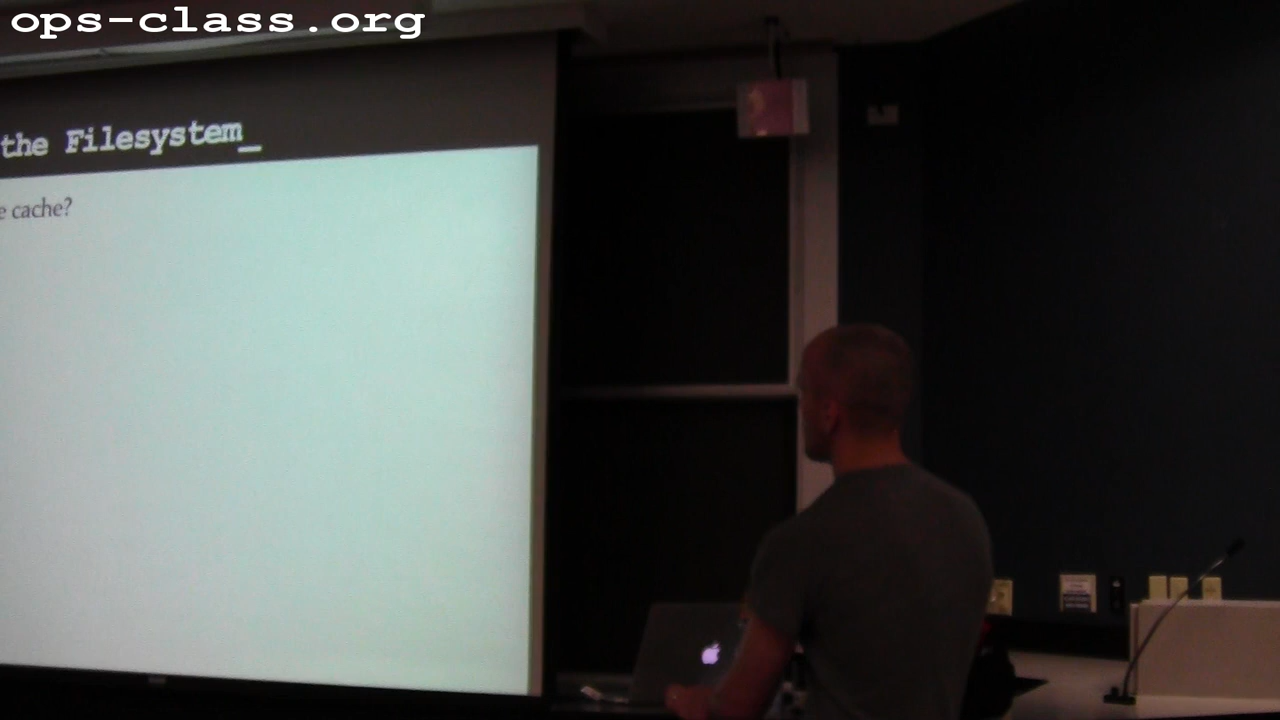 ops-class.org
the Filesystem_
e cache?